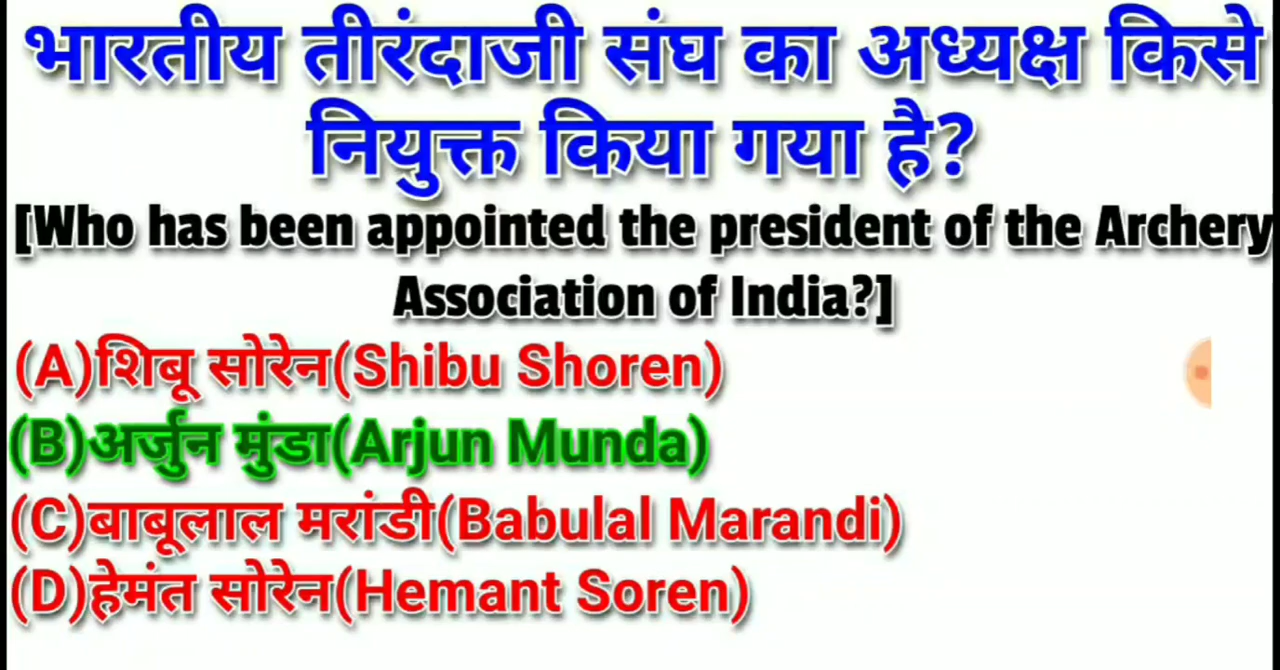 भारतीय तीरंदाजी संघ का अध्यक्ष किसे
नियुक्त किया गया है?
[Who has been appointed the president of the Archery
Association of India?]
(A)शिबू सोरेन(Shibu Shoren)
(B)अर्जुन मुंडा(Arjun Munda)
(C)बाबूलाल मरांडी(Babulal Marandi)
(D)हेमंत सोरेन(Hemant Soren)